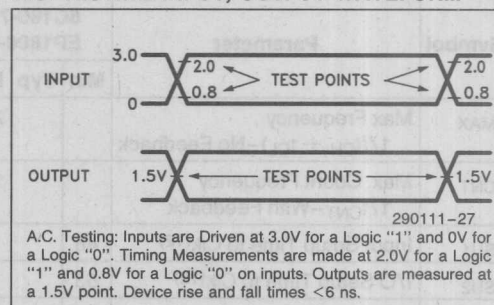 3.0
2.0 2.0
INPUT TEST POINTS
0.8 0.8
0
OUTPUT 1.5V TEST POINTS 1.5V
290111–27
A.C. Testing: Inputs are Driven at 3.0V for a Logic "1" and 0V for
a Logic "0". Timing Measurements are made at 2.0V for a Logic
"1" and 0.8V for a Logic "0" on inputs. Outputs are measured at
a 1.5V point. Device rise and fall times <6 ns.